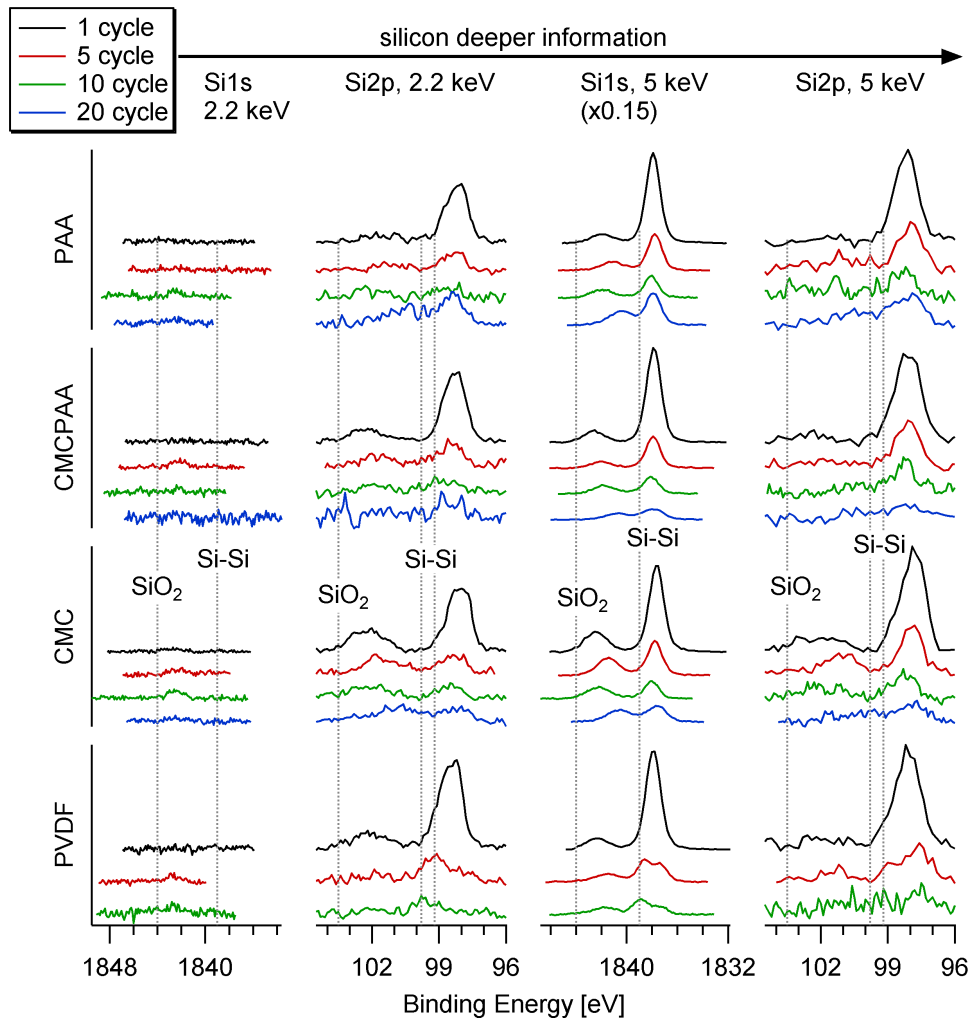 1 cycle
5 cycle
10 cycle
20 cycle
silicon deeper information
Si1s
2.2 keV
Si2p, 2.2 keV
Si1s, 5 keV
(x0.15)
Si2p, 5 keV
PAA
CMCPAA
Si-Si
SiO2
Si-Si
SiO2
Si-Si
SiO2
Si-Si
SiO2
CMC
PVDF
1848 1840 102 99 96 1840 1832 102 99 96
Binding Energy [eV]